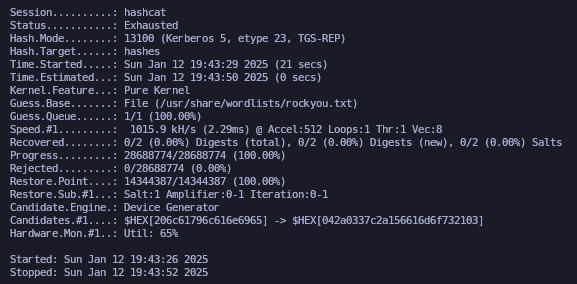 Session..........: hashcat
Status...........: Exhausted
Hash.Mode........: 13100 (Kerberos 5, etype 23, TGS-REP)
Hash.Target......: hashes
Time.Started.....: Sun Jan 12 19:43:29 2025 (21 secs)
Time.Estimated...: Sun Jan 12 19:43:50 2025 (0 secs)
Kernel.Feature...: Pure Kernel
Guess.Base.......: File (/usr/share/wordlists/rockyou.txt)
Guess.Queue......: 1/1 (100.00%)
Speed.#1.........:  1015.9 kH/s (2.29ms) @ Accel:512 Loops:1 Thr:1 Vec:8
Recovered........: 0/2 (0.00%) Digests (total), 0/2 (0.00%) Digests (new), 0/2 (0.00%) Salts
Progress.........: 28688774/28688774 (100.00%)
Rejected.........: 0/28688774 (0.00%)
Restore.Point....: 14344387/14344387 (100.00%)
Restore.Sub.#1...: Salt:1 Amplifier:0-1 Iteration:0-1
Candidate.Engine.: Device Generator
Candidates.#1....: $HEX[206c61796c616e6965] -> $HEX[042a0337c2a156616d6f732103]
Hardware.Mon.#1..: Util: 65%

Started: Sun Jan 12 19:43:26 2025
Stopped: Sun Jan 12 19:43:52 2025